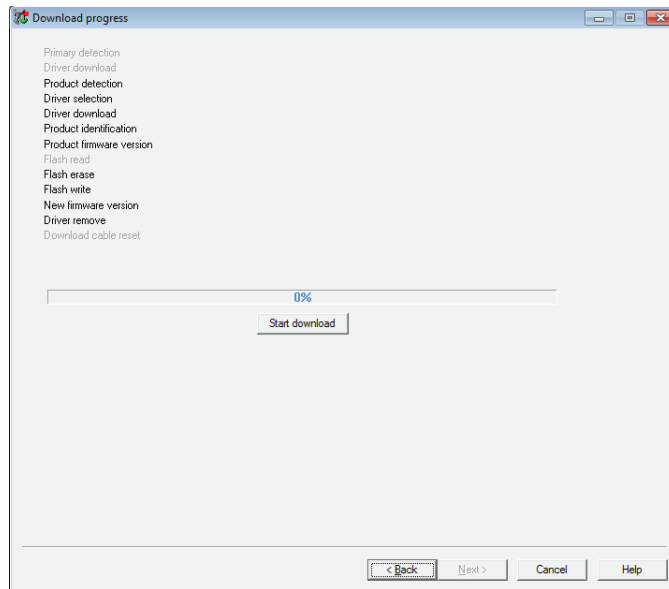 Download progress
Primary detection
Driver download
Product detection
Driver selection
Driver download
Product identification
Product firmware version
Flash read
Flash erase
Flash write
New firmware version
Driver remove
Download cable reset
0%
Start download
< Back Next > Cancel Help